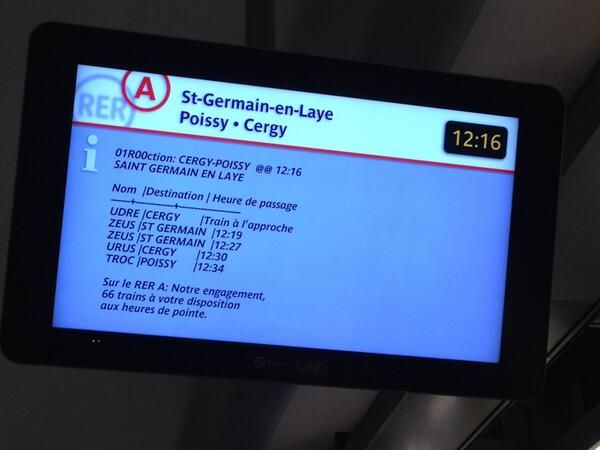 RER A
St-Germain-en-Laye
Poissy • Cergy
12:16
01R00ction: CERGY-POISSY @@ 12:16
SAINT GERMAIN EN LAYE
Nom |Destination | Heure de passage
-----+-----------+------------------
UDRE |CERGY |Train à l'approche
ZEUS |ST GERMAIN |12:19
ZEUS |ST GERMAIN |12:27
URUS |CERGY |12:30
TROC |POISSY |12:34
Sur le RER A: Notre engagement,
66 trains à votre disposition
aux heures de pointe.